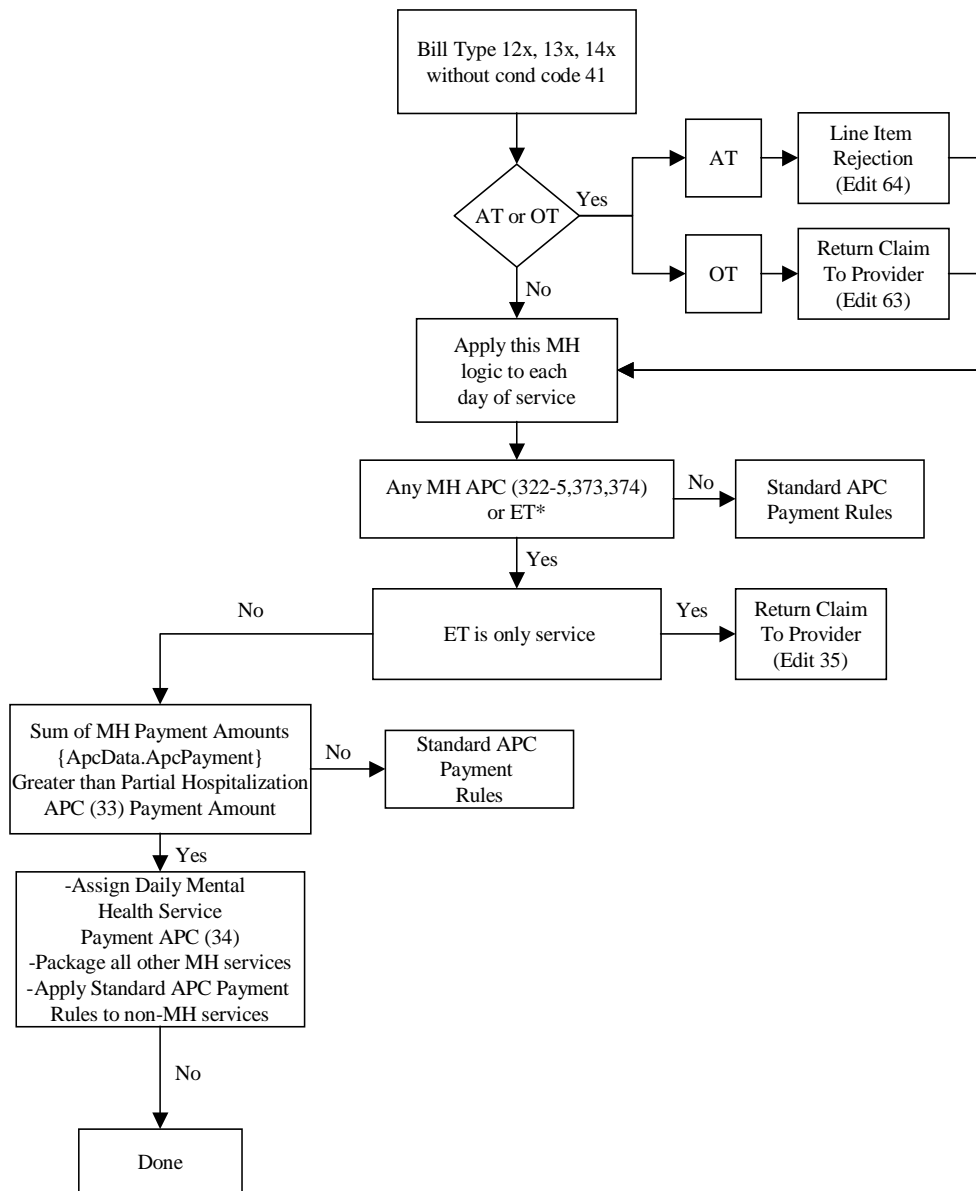 Bill Type 12x, 13x, 14x
without cond code 41
AT or OT
Yes
AT
Line Item
Rejection
(Edit 64)
OT
Return Claim
To Provider
(Edit 63)
No
Apply this MH
logic to each
day of service
Any MH APC (322-5,373,374)
or ET*
No
Standard APC
Payment Rules
Yes
ET is only service
No
Yes
Return Claim
To Provider
(Edit 35)
Sum of MH Payment Amounts
{ApcData.ApcPayment}
Greater than Partial Hospitalization
APC (33) Payment Amount
No
Standard APC
Payment
Rules
Yes
-Assign Daily Mental
Health Service
Payment APC (34)
-Package all other MH services
-Apply Standard APC Payment
Rules to non-MH services
No
Done